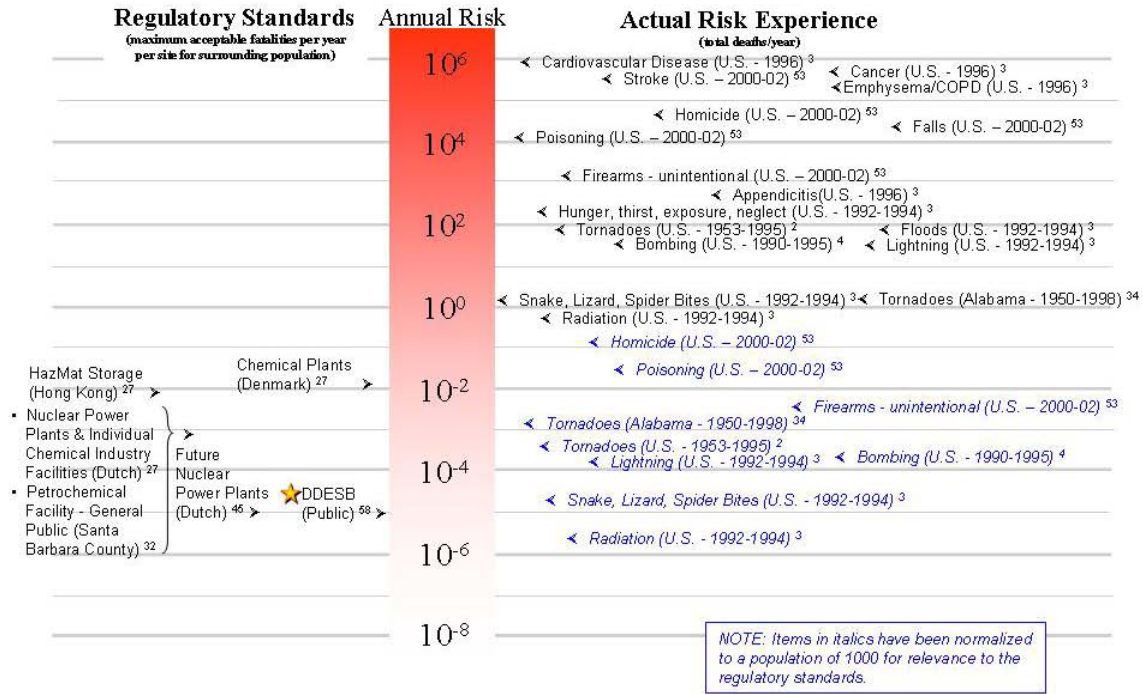 Regulatory Standards
(maximum acceptable fatalities per year
per site for surrounding population)
Annual Risk
Actual Risk Experience
(total deaths/year)
10⁶
Cardiovascular Disease (U.S. - 1996) ³
Cancer (U.S. - 1996) ³
Stroke (U.S. – 2000-02) ⁵³
Emphysema/COPD (U.S. - 1996) ³
Homicide (U.S. – 2000-02) ⁵³
Falls (U.S. – 2000-02) ⁵³
10⁴
Poisoning (U.S. – 2000-02) ⁵³
Firearms - unintentional (U.S. – 2000-02) ⁵³
Appendicitis(U.S. - 1996) ³
Hunger, thirst, exposure, neglect (U.S. - 1992-1994) ³
10²
Tornadoes (U.S. - 1953-1995) ²
Floods (U.S. - 1992-1994) ³
Bombing (U.S. - 1990-1995) ⁴
Lightning (U.S. - 1992-1994) ³
10⁰
Snake, Lizard, Spider Bites (U.S. - 1992-1994) ³
Tornadoes (Alabama - 1950-1998) ³⁴
Radiation (U.S. - 1992-1994) ³
Homicide (U.S. – 2000-02) ⁵³
Poisoning (U.S. – 2000-02) ⁵³
HazMat Storage
(Hong Kong) ²⁷
Chemical Plants
(Denmark) ²⁷
10⁻²
Firearms - unintentional (U.S. – 2000-02) ⁵³
Tornadoes (Alabama - 1950-1998) ³⁴
Tornadoes (U.S. - 1953-1995) ²
Lightning (U.S. - 1992-1994) ³
Bombing (U.S. - 1990-1995) ⁴
10⁻⁴
• Nuclear Power
Plants & Individual
Chemical Industry
Facilities (Dutch) ²⁷
• Petrochemical
Facility - General
Public (Santa
Barbara County) ³²
Future
Nuclear
Power Plants
(Dutch) ⁴⁵
DDESB
(Public) ⁵⁸
Snake, Lizard, Spider Bites (U.S. - 1992-1994) ³
Radiation (U.S. - 1992-1994) ³
10⁻⁶
10⁻⁸
NOTE: Items in italics have been normalized
to a population of 1000 for relevance to the
regulatory standards.